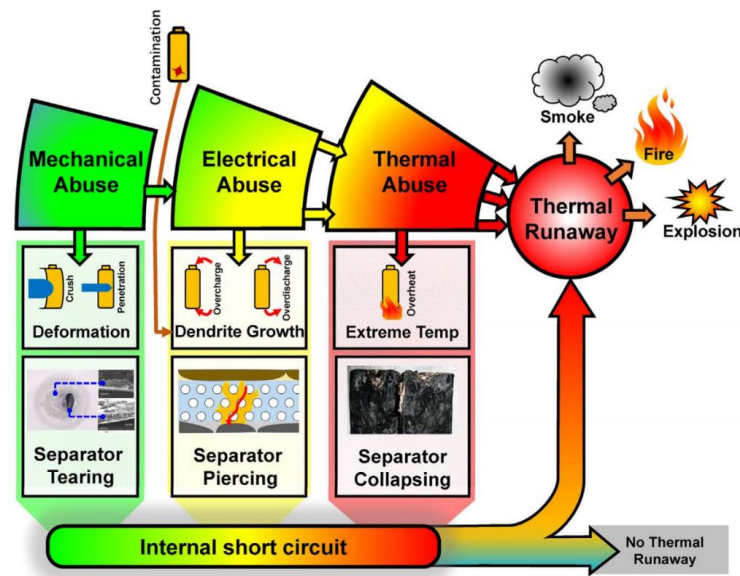 Contamination
Mechanical
Abuse
Electrical
Abuse
Thermal
Abuse
Thermal
Runaway
Smoke
Fire
Explosion
Crush
Penetration
Deformation
Overcharge
Overdischarge
Dendrite Growth
Overheat
Extreme Temp
Separator
Tearing
Separator
Piercing
Separator
Collapsing
Internal short circuit
No Thermal
Runaway